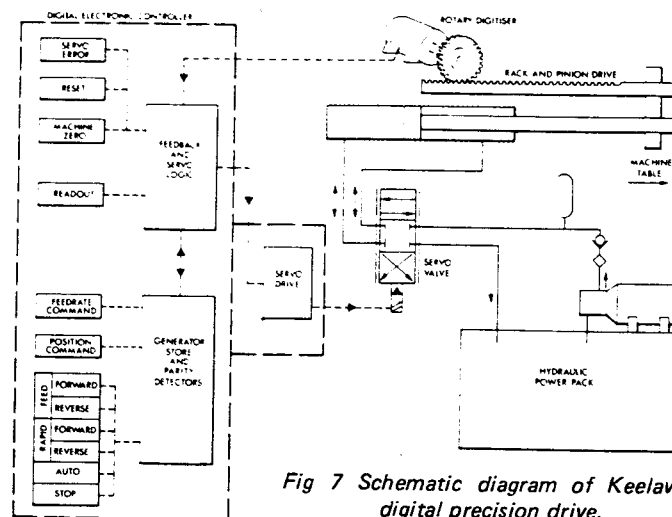 DIGITAL ELECTRONIC CONTROLLER
SERVO
ERROR
RESET
MACHINE
ZERO
READOUT
FEEDBACK
AND
SERVO
LOGIC
FEEDRATE
COMMAND
POSITION
COMMAND
FEED
FORWARD
REVERSE
RAPID
FORWARD
REVERSE
AUTO
STOP
GENERATOR
STORE
AND
PARITY
DETECTORS
SERVO
DRIVE
ROTARY DIGITISER
RACK AND PINION DRIVE
MACHINE
TABLE
SERVO
VALVE
HYDRAULIC
POWER PACK
Fig 7 Schematic diagram of Keelav
digital precision drive.